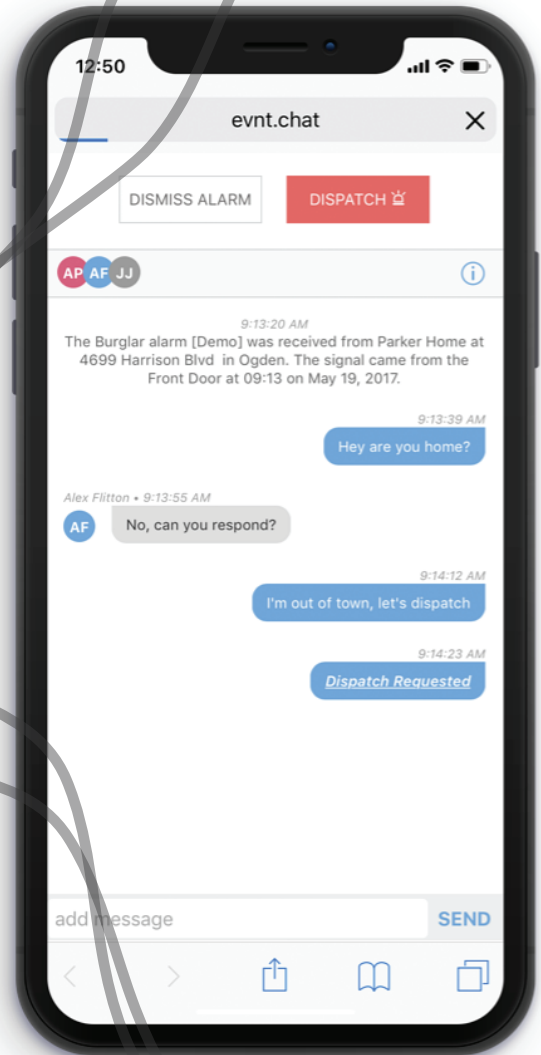 12:50
evnt.chat
DISMISS ALARM
DISPATCH
AP AF JJ
9:13:20 AM
The Burglar alarm [Demo] was received from Parker Home at
4699 Harrison Blvd in Ogden. The signal came from the
Front Door at 09:13 on May 19, 2017.
9:13:39 AM
Hey are you home?
Alex Flitton • 9:13:55 AM
AF
No, can you respond?
9:14:12 AM
I'm out of town, let's dispatch
9:14:23 AM
Dispatch Requested
add message
SEND